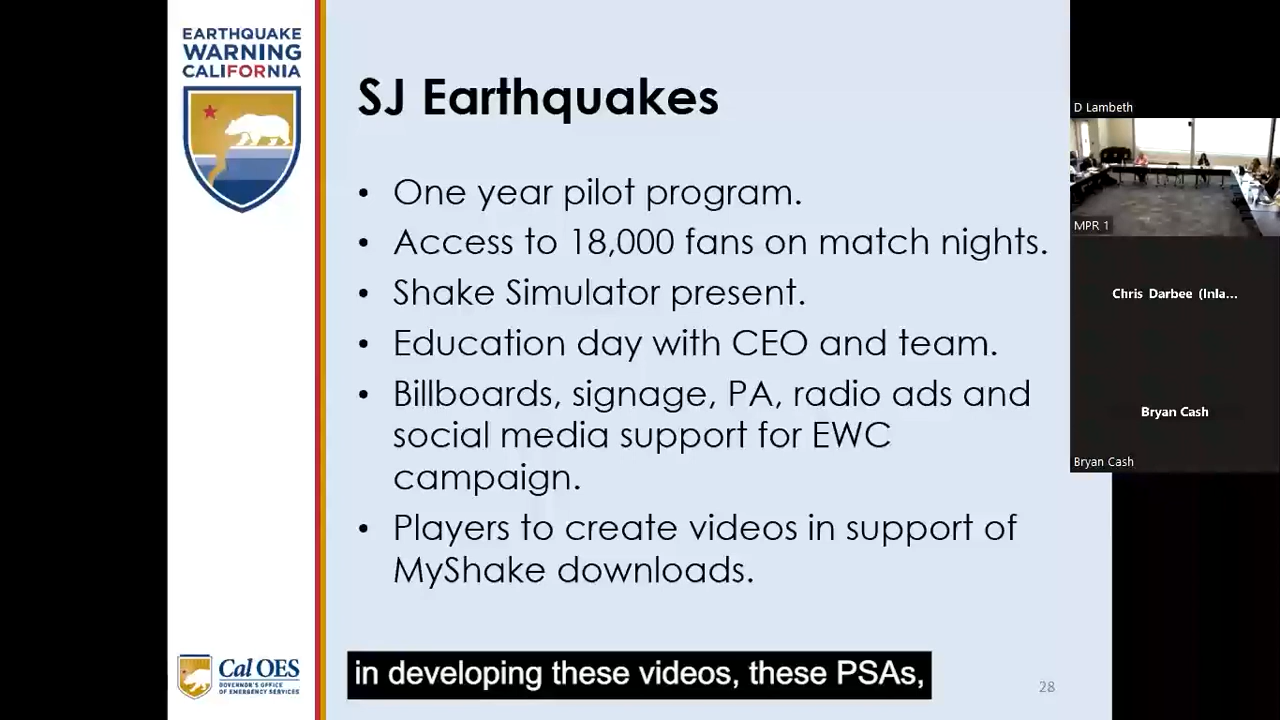 EARTHQUAKE
WARNING
CALIFORNIA
SJ Earthquakes
• One year pilot program.
• Access to 18,000 fans on match nights.
• Shake Simulator present.
• Education day with CEO and team.
• Billboards, signage, PA, radio ads and
social media support for EWC
campaign.
• Players to create videos in support of
MyShake downloads.
Cal OES
GOVERNOR'S OFFICE
OF EMERGENCY SERVICES
in developing these videos, these PSAs,
28
D Lambeth
MPR 1
Chris Darbee (Inla...
Bryan Cash
Bryan Cash